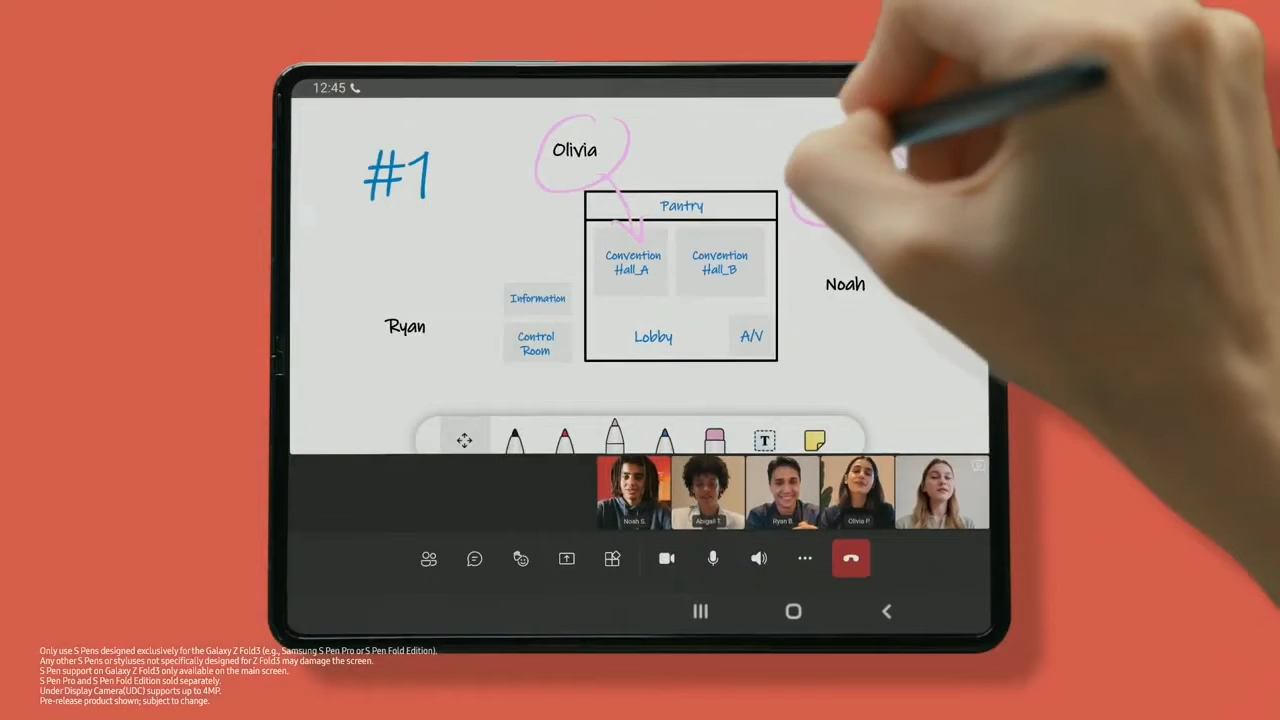 12:45
#1
Olivia
Pantry
Convention
Hall_A
Convention
Hall_B
Noah
Information
Ryan
Control
Room
Lobby
A/V
T
Noah S.
Abigail T.
Ryan B.
Olivia P.
Only use S Pens designed exclusively for the Galaxy Z Fold3 (e.g., Samsung S Pen Pro or S Pen Fold Edition).
Any other S Pens or styluses not specifically designed for Z Fold3 may damage the screen.
S Pen support on Galaxy Z Fold3 only available on the main screen.
S Pen Pro and S Pen Fold Edition sold separately.
Under Display Camera(UDC) supports up to 4MP.
Pre-release product shown; subject to change.